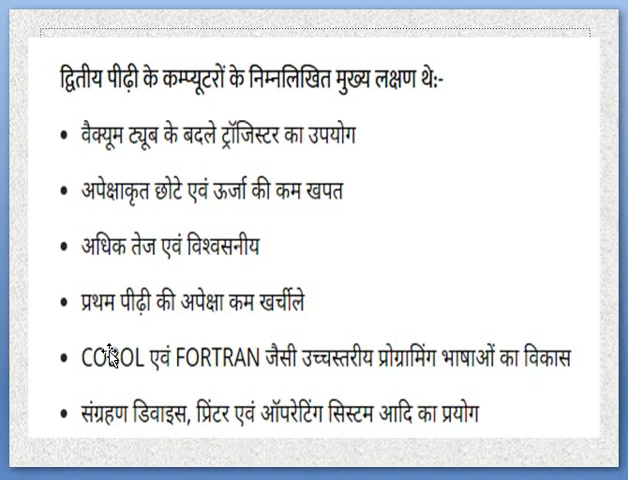 द्वितीय पीढ़ी के कम्प्यूटरों के निम्नलिखित मुख्य लक्षण थे:-
• वैक्यूम ट्यूब के बदले ट्रॉजिस्टर का उपयोग
• अपेक्षाकृत छोटे एवं ऊर्जा की कम खपत
• अधिक तेज एवं विश्वसनीय
• प्रथम पीढ़ी की अपेक्षा कम खर्चीले
• COBOL एवं FORTRAN जैसी उच्चस्तरीय प्रोग्रामिंग भाषाओं का विकास
• संग्रहण डिवाइस, प्रिंटर एवं ऑपरेटिंग सिस्टम आदि का प्रयोग